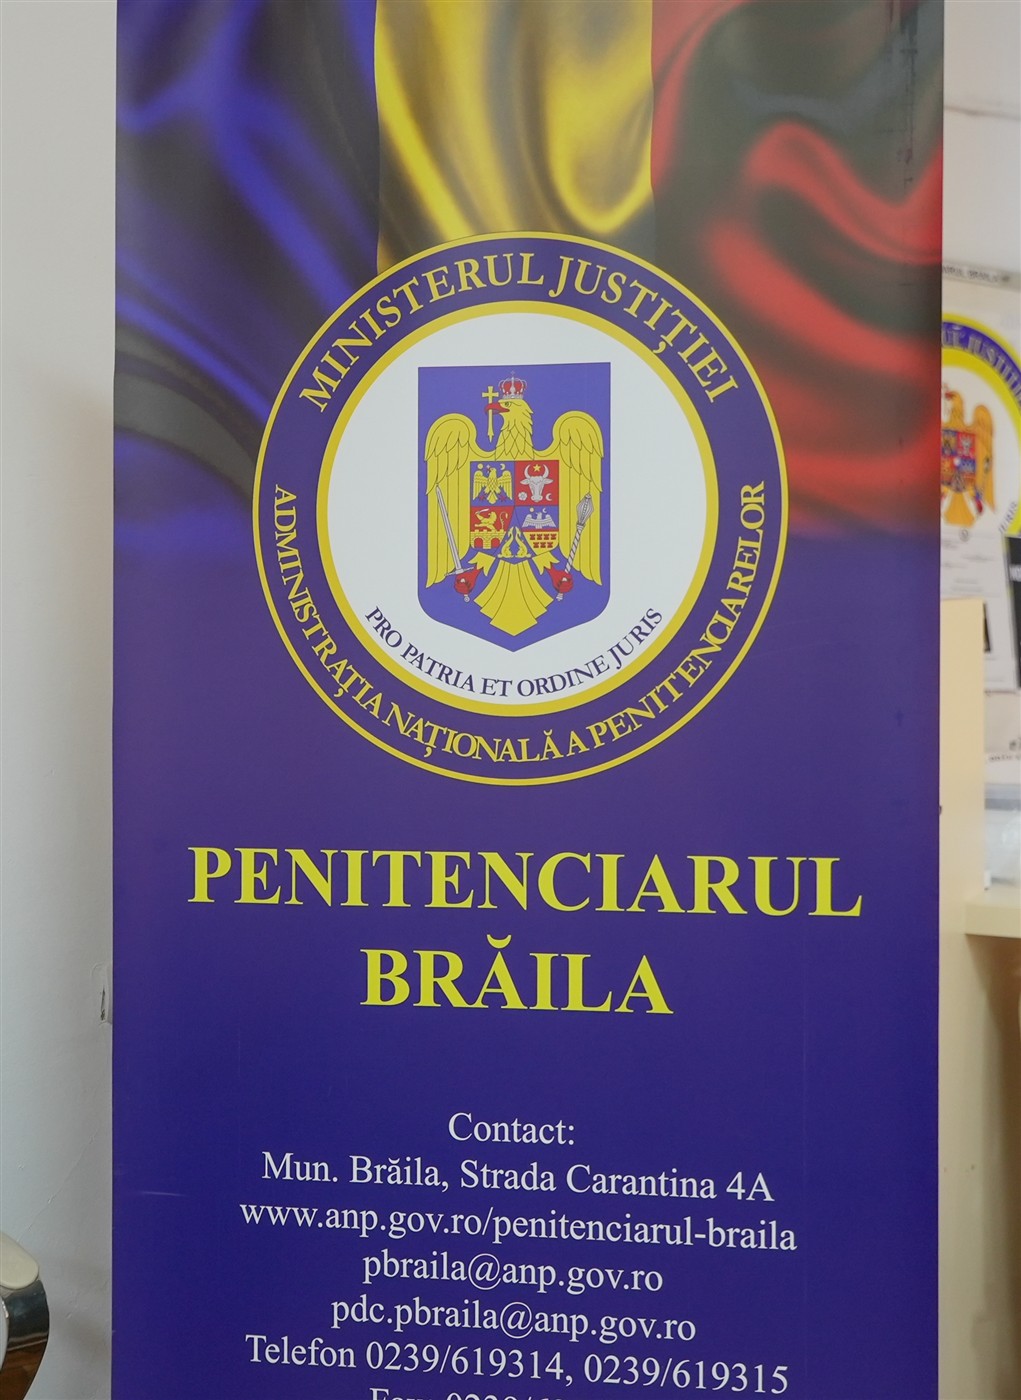 MINISTERUL JUSTIȚIEI
ADMINISTRAȚIA NAȚIONALĂ A PENITENCIARELOR
PRO PATRIA ET ORDINE JURIS
PENITENCIARUL
BRĂILA
Contact:
Mun. Brăila, Strada Carantina 4A
www.anp.gov.ro/penitenciarul-braila
pbraila@anp.gov.ro
pdc.pbraila@anp.gov.ro
Telefon 0239/619314, 0239/619315